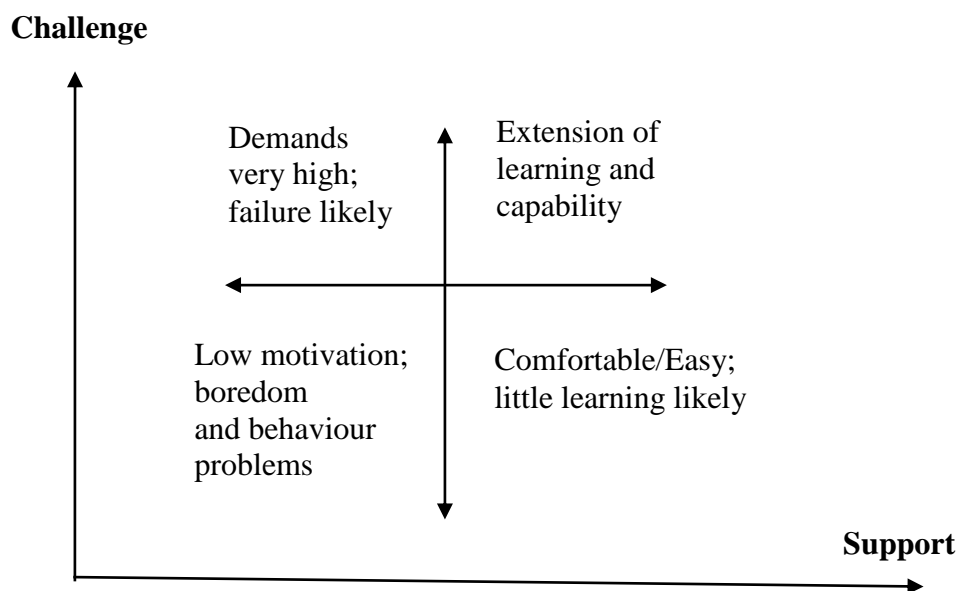 Challenge
Demands
very high;
failure likely
Extension of
learning and
capability
Low motivation;
boredom
and behaviour
problems
Comfortable/Easy;
little learning likely
Support